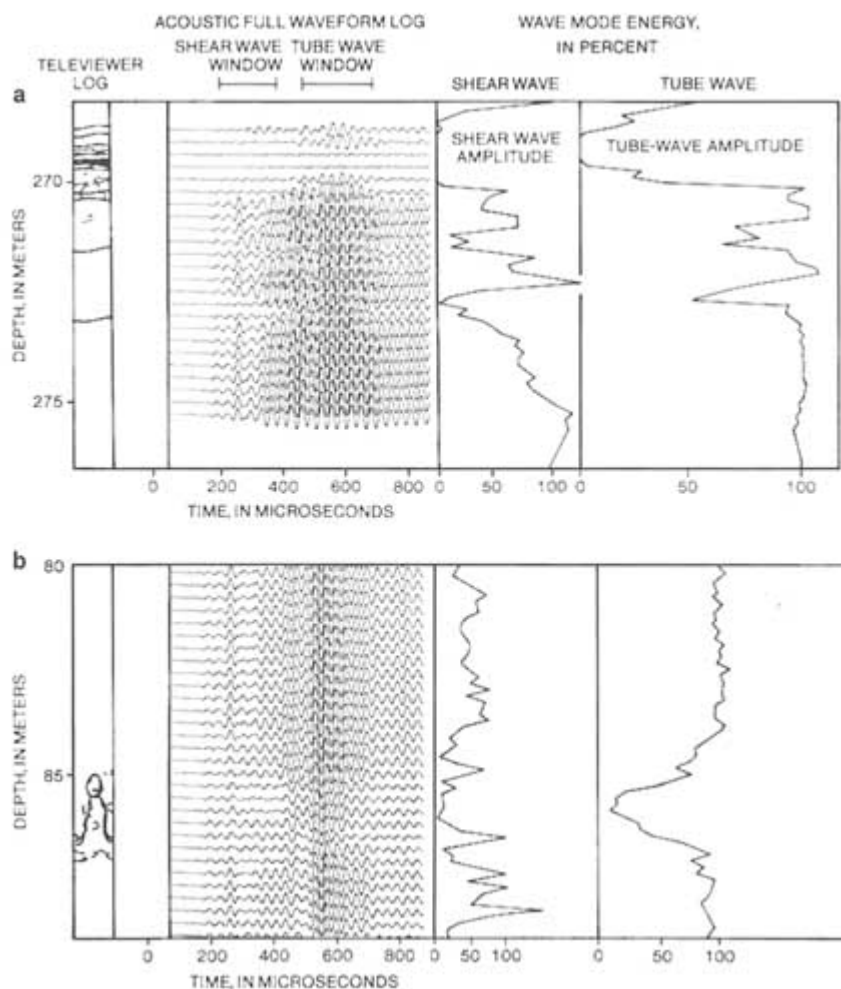 ACOUSTIC FULL WAVEFORM LOG
WAVE MODE ENERGY,
IN PERCENT
SHEAR WAVE WINDOW
TUBE WAVE WINDOW
TELEVIEWER LOG
SHEAR WAVE
TUBE WAVE
a
SHEAR WAVE AMPLITUDE
TUBE-WAVE AMPLITUDE
270
275
DEPTH, IN METERS
0 200 400 600 800
TIME, IN MICROSECONDS
0 50 100
0 50 100
b
80
85
DEPTH, IN METERS
0 200 400 600 800
TIME, IN MICROSECONDS
0 50 100
0 50 100